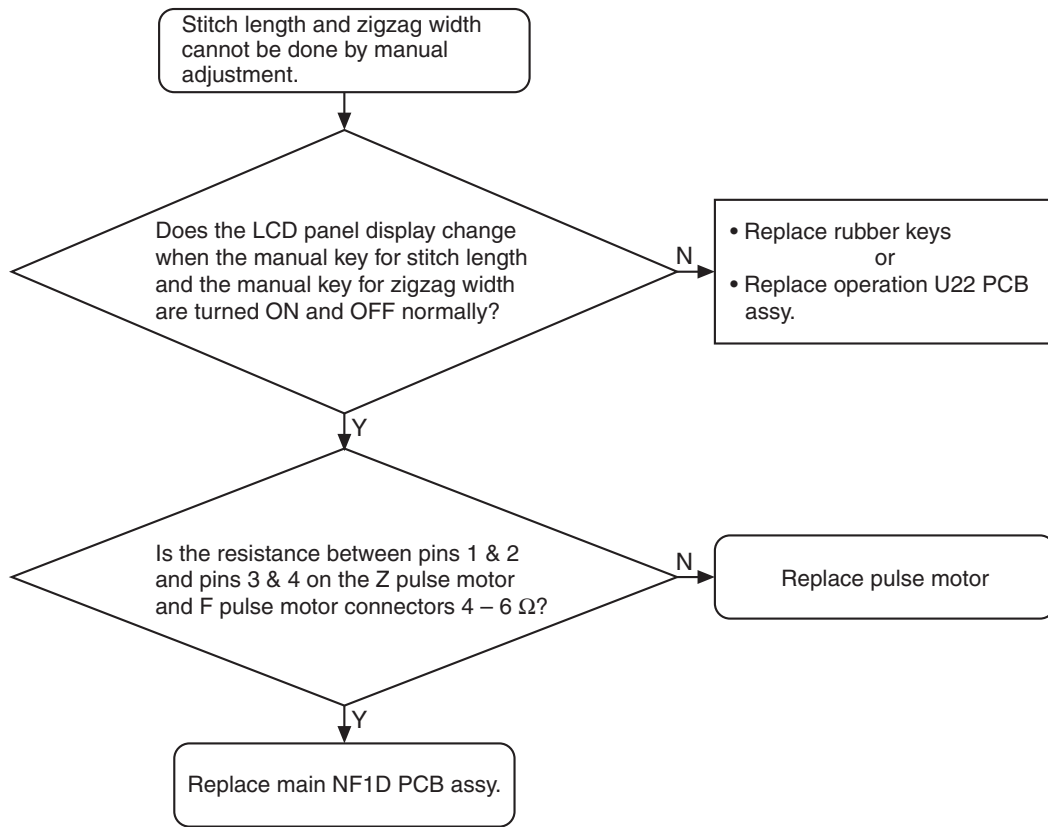 Stitch length and zigzag width
cannot be done by manual
adjustment.
Does the LCD panel display change
when the manual key for stitch length
and the manual key for zigzag width
are turned ON and OFF normally?
N
• Replace rubber keys
or
• Replace operation U22 PCB
assy.
Y
Is the resistance between pins 1 & 2
and pins 3 & 4 on the Z pulse motor
and F pulse motor connectors 4 – 6 Ω?
N
Replace pulse motor
Y
Replace main NF1D PCB assy.